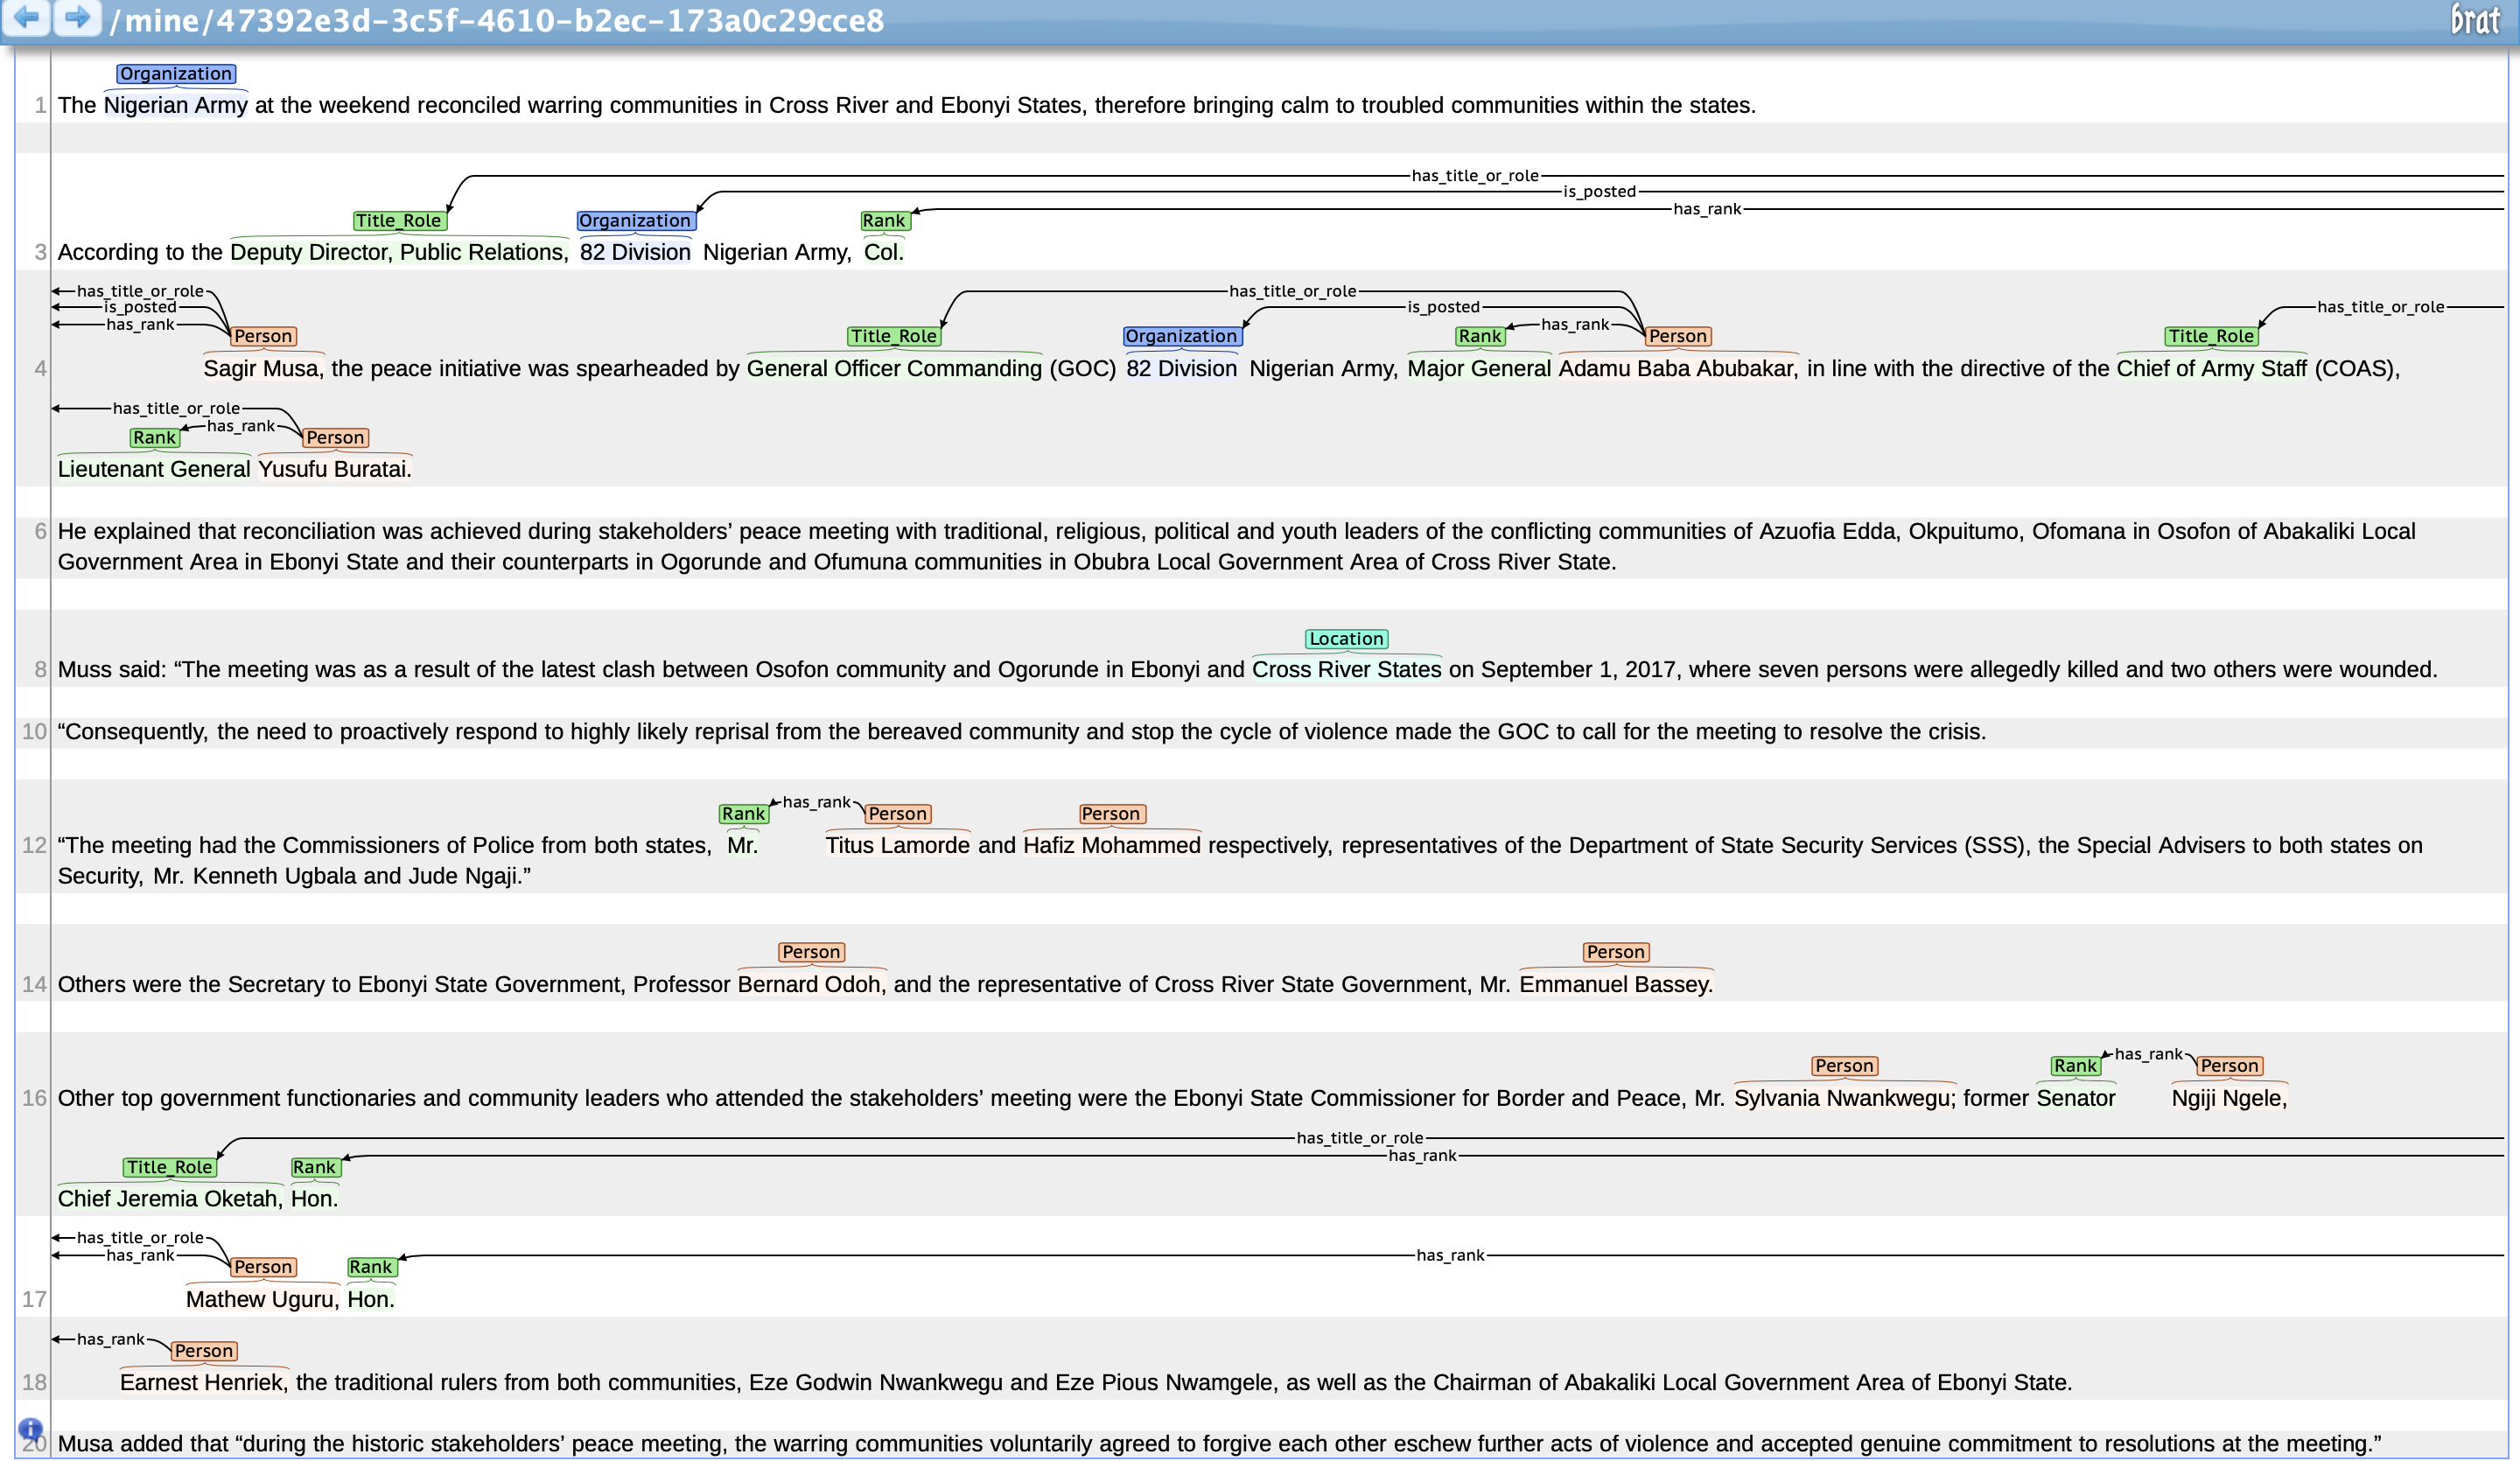 /mine/47392e3d-3c5f-4610-b2ec-173a0c29cce8 brat
Organization
1 The Nigerian Army at the weekend reconciled warring communities in Cross River and Ebonyi States, therefore bringing calm to troubled communities within the states.
has_title_or_role
is_posted
has_rank
Title_Role Organization Rank
3 According to the Deputy Director, Public Relations, 82 Division Nigerian Army, Col.
has_title_or_role has_title_or_role
is_posted is_posted has_title_or_role
has_rank has_rank
Person Title_Role Organization Rank Person Title_Role
4 Sagir Musa, the peace initiative was spearheaded by General Officer Commanding (GOC) 82 Division Nigerian Army, Major General Adamu Baba Abubakar, in line with the directive of the Chief of Army Staff (COAS),
has_title_or_role
has_rank
Rank Person
Lieutenant General Yusufu Buratai.
6 He explained that reconciliation was achieved during stakeholders’ peace meeting with traditional, religious, political and youth leaders of the conflicting communities of Azuofia Edda, Okpuitumo, Ofomana in Osofon of Abakaliki Local
Government Area in Ebonyi State and their counterparts in Ogorunde and Ofumuna communities in Obubra Local Government Area of Cross River State.
Location
8 Muss said: “The meeting was as a result of the latest clash between Osofon community and Ogorunde in Ebonyi and Cross River States on September 1, 2017, where seven persons were allegedly killed and two others were wounded.
10 “Consequently, the need to proactively respond to highly likely reprisal from the bereaved community and stop the cycle of violence made the GOC to call for the meeting to resolve the crisis.
has_rank
Rank Person Person
12 “The meeting had the Commissioners of Police from both states, Mr. Titus Lamorde and Hafiz Mohammed respectively, representatives of the Department of State Security Services (SSS), the Special Advisers to both states on
Security, Mr. Kenneth Ugbala and Jude Ngaji.”
Person Person
14 Others were the Secretary to Ebonyi State Government, Professor Bernard Odoh, and the representative of Cross River State Government, Mr. Emmanuel Bassey.
has_rank
Person Rank Person
16 Other top government functionaries and community leaders who attended the stakeholders’ meeting were the Ebonyi State Commissioner for Border and Peace, Mr. Sylvania Nwankwegu; former Senator Ngiji Ngele,
has_title_or_role
has_rank
Title_Role Rank
Chief Jeremia Oketah, Hon.
has_title_or_role
has_rank has_rank
Person Rank
17 Mathew Uguru, Hon.
has_rank
Person
18 Earnest Henriek, the traditional rulers from both communities, Eze Godwin Nwankwegu and Eze Pious Nwamgele, as well as the Chairman of Abakaliki Local Government Area of Ebonyi State.
20 Musa added that “during the historic stakeholders’ peace meeting, the warring communities voluntarily agreed to forgive each other eschew further acts of violence and accepted genuine commitment to resolutions at the meeting.”